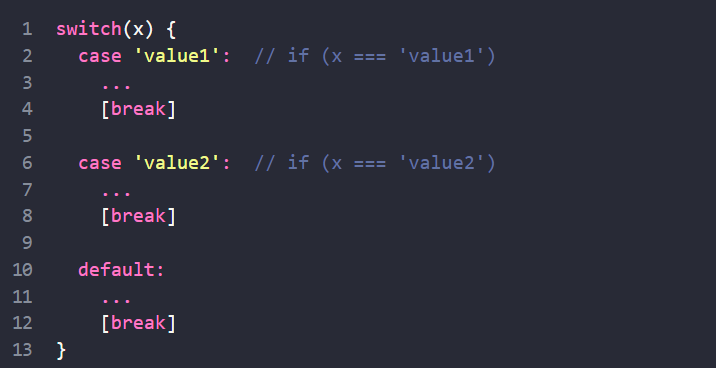 1 switch(x) {
2   case 'value1':  // if (x === 'value1')
3     ...
4     [break]
5
6   case 'value2':  // if (x === 'value2')
7     ...
8     [break]
9
10   default:
11     ...
12     [break]
13 }